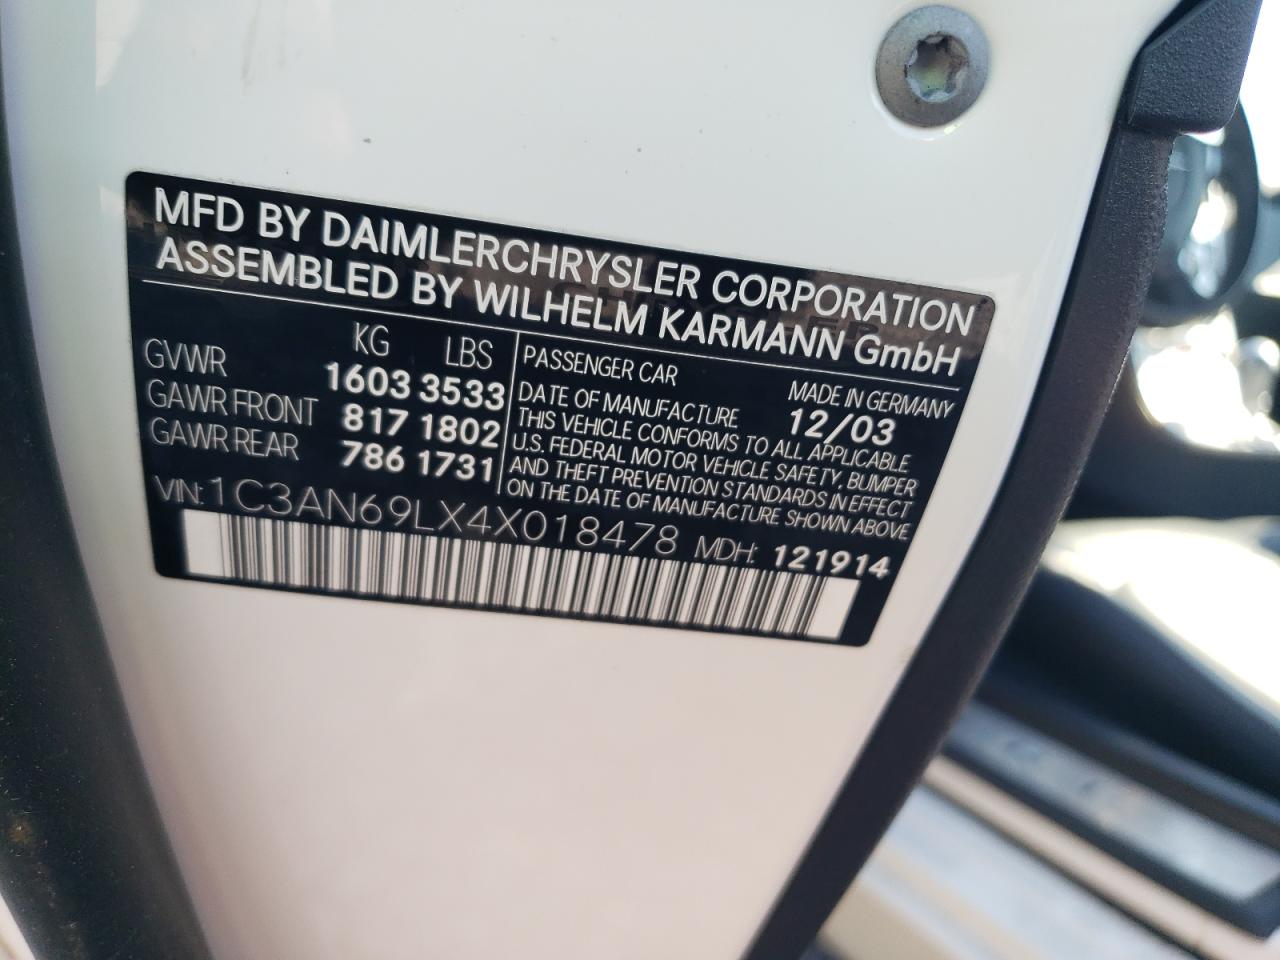 MFD BY DAIMLERCHRYSLER CORPORATION
ASSEMBLED BY WILHELM KARMANN GmbH
KG LBS
GVWR 1603 3533
GAWR FRONT 817 1802
GAWR REAR 786 1731
PASSENGER CAR MADE IN GERMANY
DATE OF MANUFACTURE 12/03
THIS VEHICLE CONFORMS TO ALL APPLICABLE
U.S. FEDERAL MOTOR VEHICLE SAFETY, BUMPER
AND THEFT PREVENTION STANDARDS IN EFFECT
ON THE DATE OF MANUFACTURE SHOWN ABOVE
VIN: 1C3AN69LX4X018478 MDH: 121914